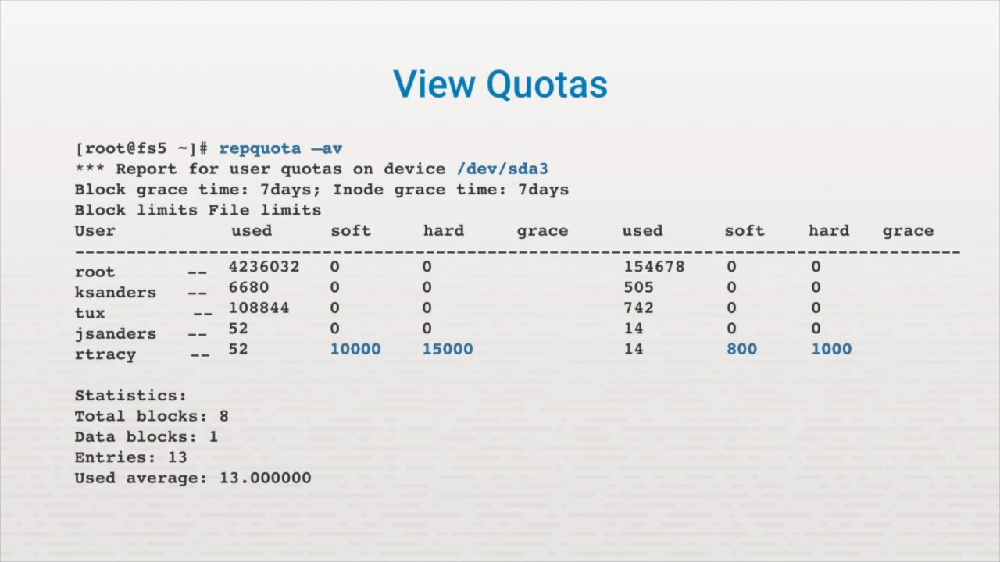 View Quotas
[root@fs5 ~]# repquota –av
*** Report for user quotas on device /dev/sda3
Block grace time: 7days; Inode grace time: 7days
Block limits File limits
User used soft hard grace used soft hard grace
--------------------------------------------------------------------------------------
root -- 4236032 0 0 154678 0 0
ksanders -- 6680 0 0 505 0 0
tux -- 108844 0 0 742 0 0
jsanders -- 52 0 0 14 0 0
rtracy -- 52 10000 15000 14 800 1000
Statistics:
Total blocks: 8
Data blocks: 1
Entries: 13
Used average: 13.000000